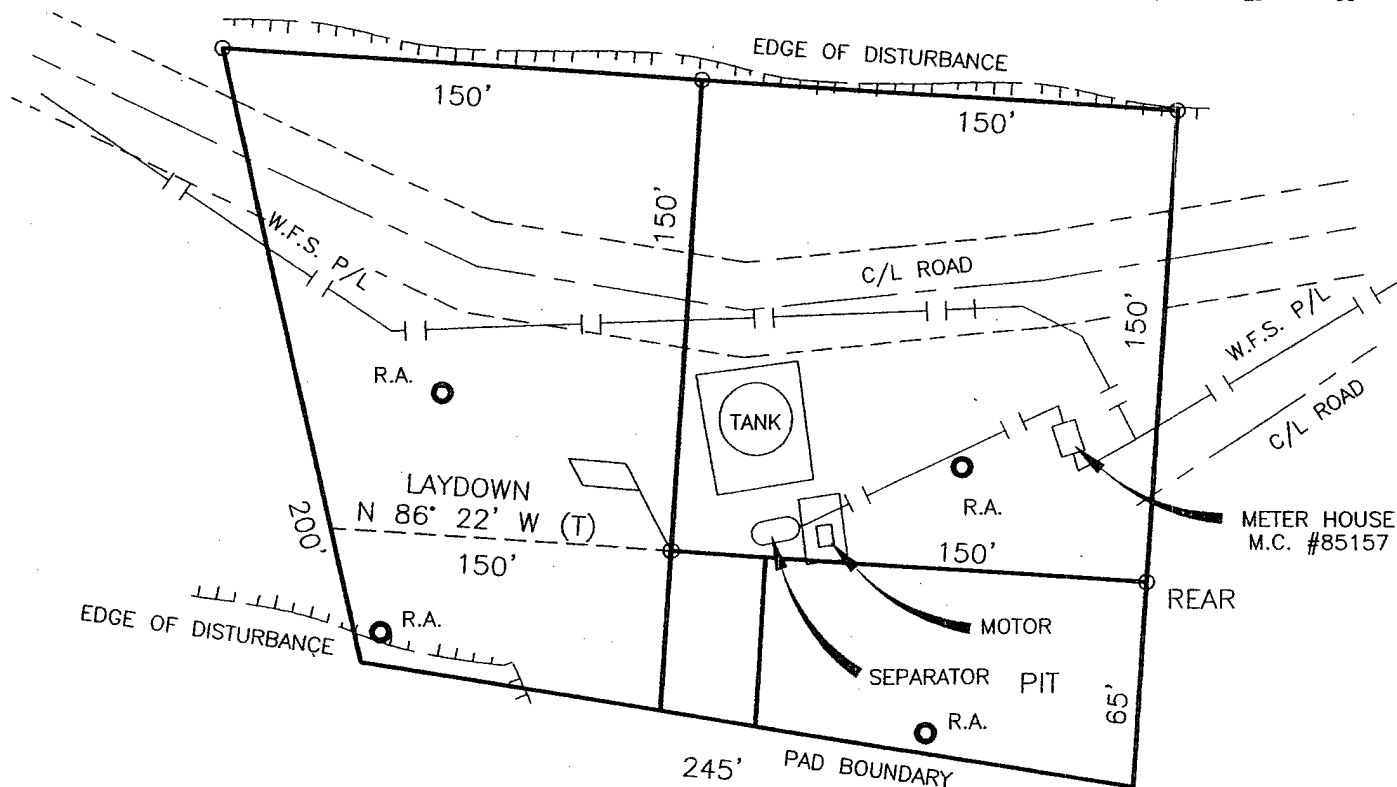 EDGE OF DISTURBANCE
150'
150'
150'
W.F.S. P/L
C/L ROAD
150'
W.F.S. P/L
R.A.
C/L ROAD
TANK
LAYDOWN
N 86° 22' W (T)
R.A.
200'
METER HOUSE
M.C. #85157
150'
150'
REAR
EDGE OF DISTURBANCE
R.A.
MOTOR
SEPARATOR
PIT
65'
R.A.
245'
PAD BOUNDARY